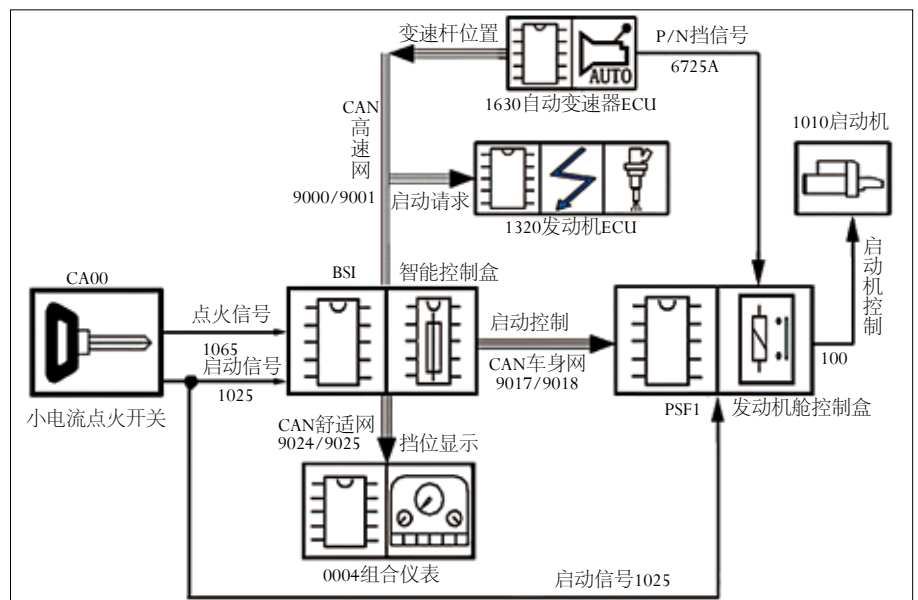 变速杆位置
P/N挡信号
6725A
AUTO
1630自动变速器ECU
CAN
高
速
网
9000/9001
启动请求
1320发动机ECU
1010启动机
启
动
机
控
制
CA00
BSI
智能控制盒
点火信号
1065
启动信号
1025
小电流点火开关
启动控制
CAN车身网
9017/9018
100
PSF1
发动机舱控制盒
CAN舒适网
9024/9025
挡位显示
0004组合仪表
启动信号1025